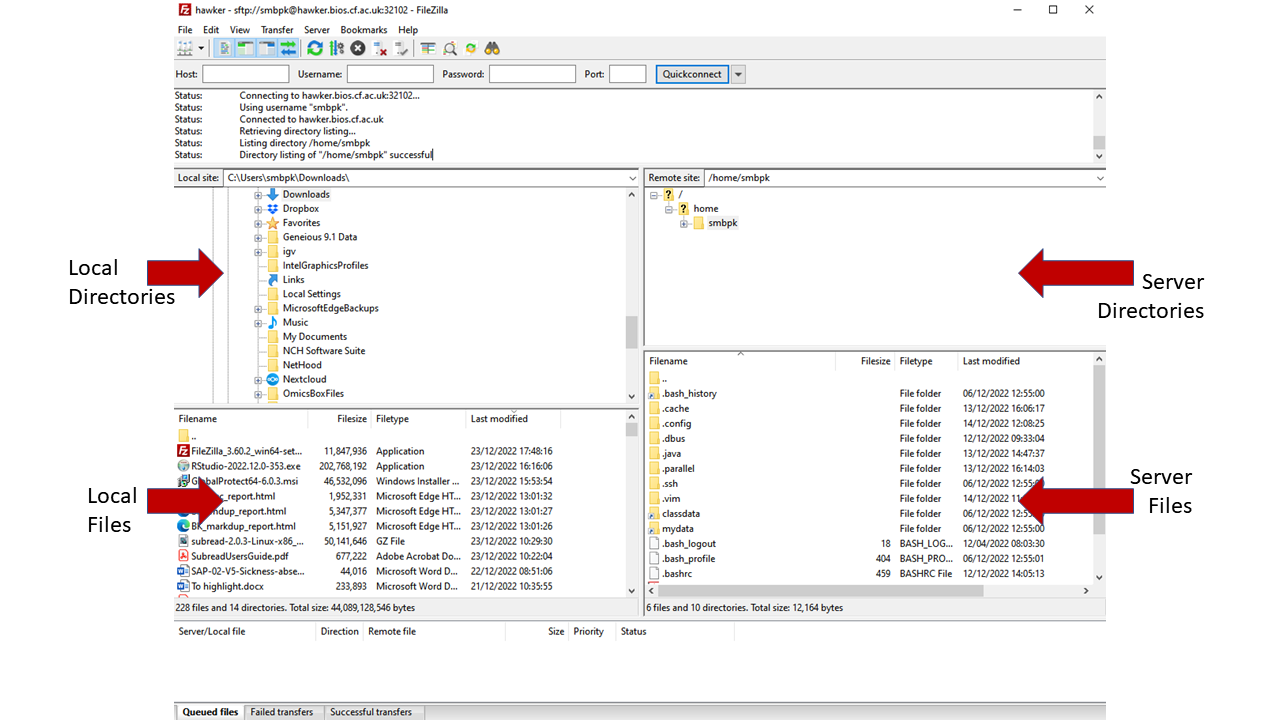 hawker - sftp://smbpk@hawker.bios.cf.ac.uk:32102 - FileZilla
File Edit View Transfer Server Bookmarks Help
Host: Username: Password: Port: Quickconnect
Status: Connecting to hawker.bios.cf.ac.uk:32102...
Status: Using username "smbpk".
Status: Connected to hawker.bios.cf.ac.uk
Status: Retrieving directory listing...
Status: Listing directory /home/smbpk
Status: Directory listing of "/home/smbpk" successful
Local site: C:\Users\smbpk\Downloads\
Downloads
Dropbox
Favorites
Geneious 9.1 Data
igv
IntelGraphicsProfiles
Links
Local Settings
MicrosoftEdgeBackups
Music
My Documents
NCH Software Suite
NetHood
Nextcloud
OmicsBoxFiles
Local
Directories
Remote site: /home/smbpk
/
home
smbpk
Server
Directories
Filename Filesize Filetype Last modified
..
FileZilla_3.60.2_win64-set... 11,847,936 Application 23/12/2022 17:48:16
RStudio-2022.12.0-353.exe 202,768,192 Application 23/12/2022 16:16:06
GlobalProtect64-6.0.3.msi 46,532,096 Windows Installer ... 23/12/2022 15:53:54
_report.html 1,952,331 Microsoft Edge HT... 23/12/2022 13:01:32
_report.html 5,347,377 Microsoft Edge HT... 23/12/2022 13:01:27
BK_markdup_report.html 5,151,927 Microsoft Edge HT... 23/12/2022 13:01:26
subread-2.0.3-Linux-x86_... 50,141,646 GZ File 23/12/2022 10:29:30
SubreadUsersGuide.pdf 677,222 Adobe Acrobat Do... 23/12/2022 10:22:04
SAP-02-V5-Sickness-abse... 44,016 Microsoft Word D... 22/12/2022 08:51:06
To highlight.docx 233,893 Microsoft Word D... 21/12/2022 10:35:55
228 files and 14 directories. Total size: 44,089,128,546 bytes
Local
Files
Filename Filesize Filetype Last modified
..
.bash_history File folder 06/12/2022 12:55:00
.cache File folder 13/12/2022 16:06:17
.config File folder 14/12/2022 12:08:25
.dbus File folder 12/12/2022 09:33:04
.java File folder 13/12/2022 14:47:37
.parallel File folder 13/12/2022 16:14:03
.ssh File folder 06/12/2022
.vim File folder 14/12/2022
classdata File folder 06/12/2022
mydata File folder 06/12/2022 12:55:00
.bash_logout 18 BASH_LOG... 12/04/2022 08:03:30
.bash_profile 404 BASH_PRO... 06/12/2022 12:55:01
.bashrc 459 BASHRC File 12/12/2022 14:05:13
6 files and 10 directories. Total size: 12,164 bytes
Server
Files
Server/Local file Direction Remote file Size Priority Status
Queued files Failed transfers Successful transfers